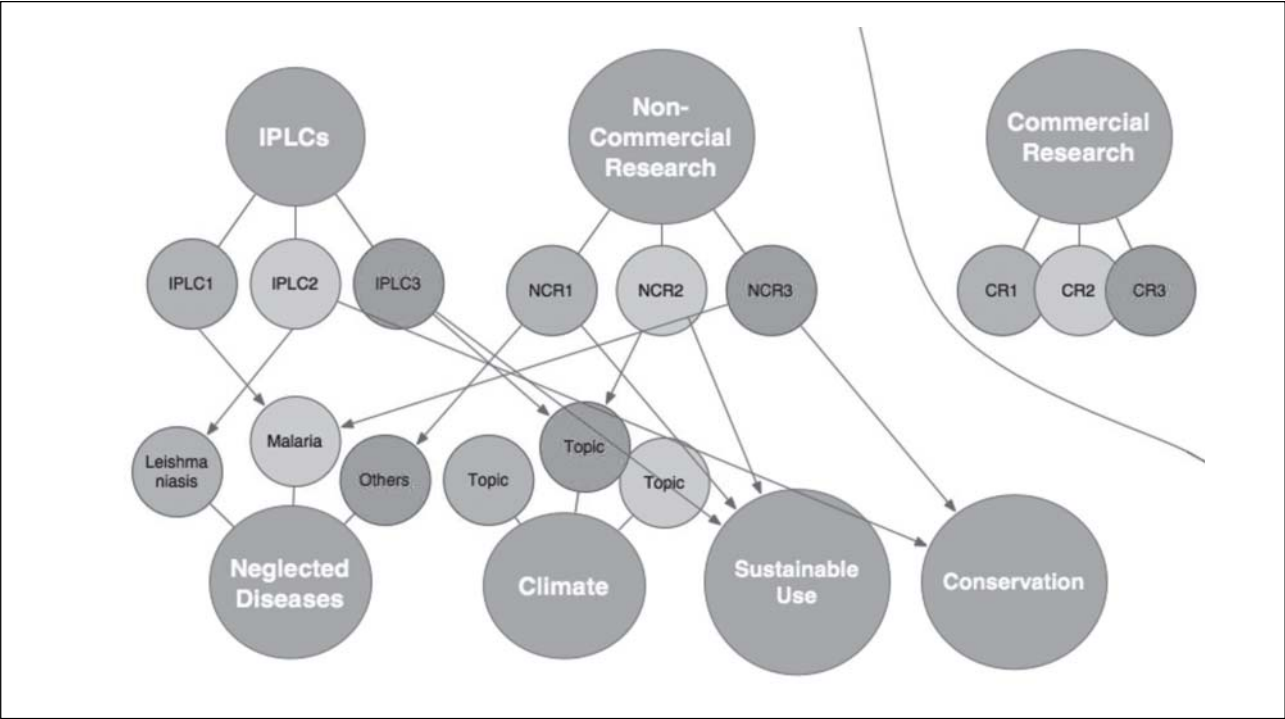 IPLCs
Non-
Commercial
Research
Commercial
Research
IPLC1
IPLC2
IPLC3
NCR1
NCR2
NCR3
CR1
CR2
CR3
Leishma
niasis
Malaria
Others
Topic
Topic
Topic
Neglected
Diseases
Climate
Sustainable
Use
Conservation